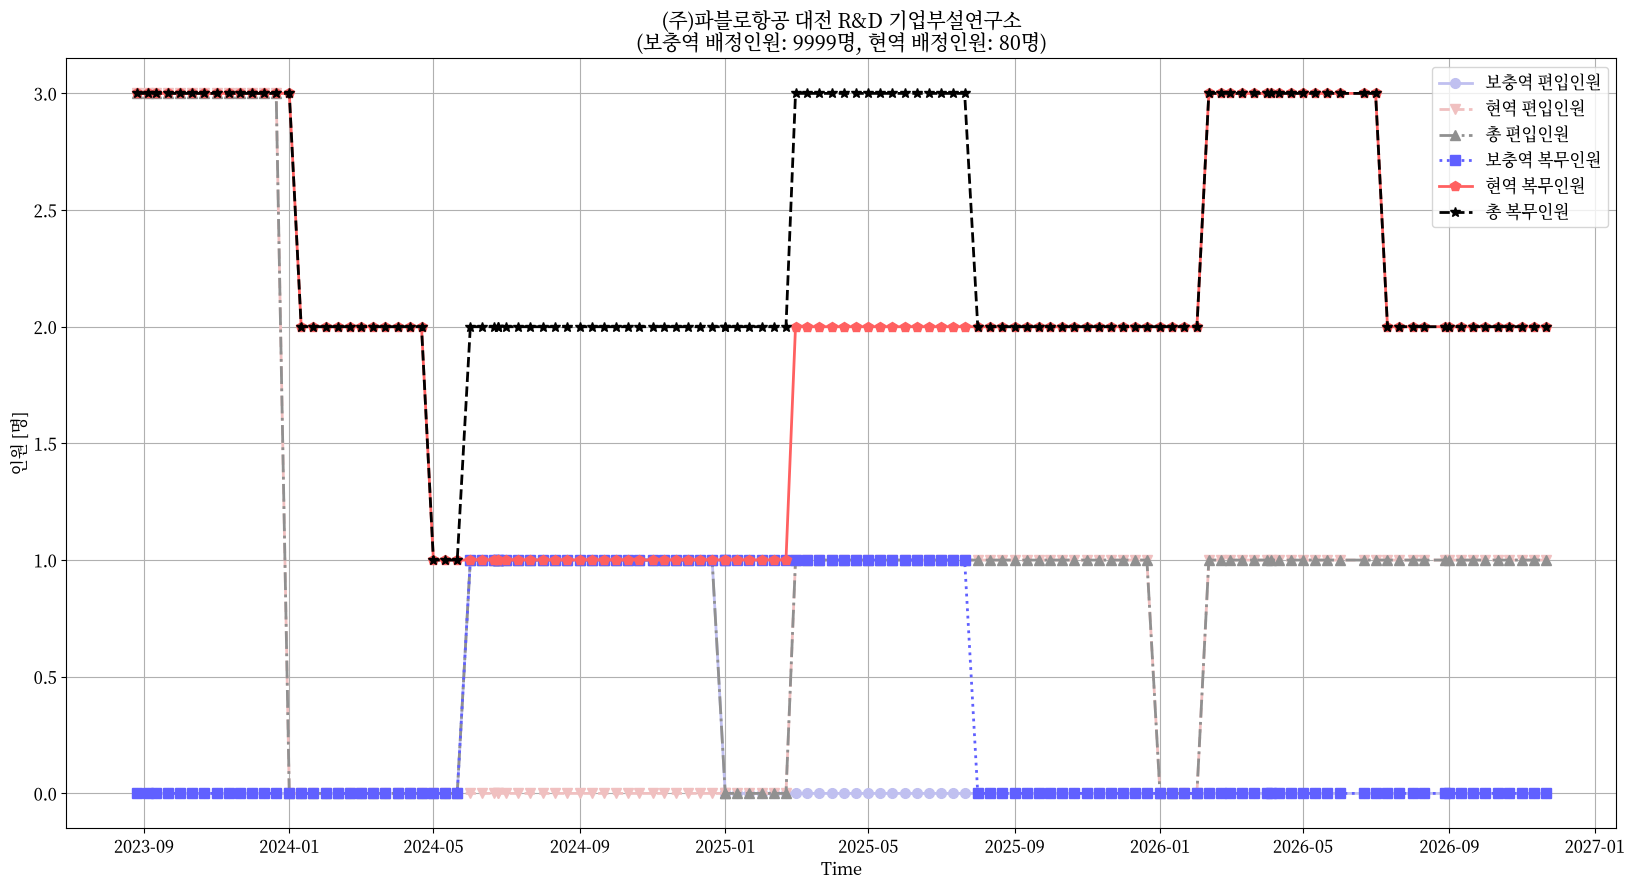 (주)파블로항공 대전 R&D 기업부설연구소
(보충역 배정인원: 9999명, 현역 배정인원: 80명)
보충역 편입인원
현역 편입인원
총 편입인원
보충역 복무인원
현역 복무인원
총 복무인원
인원 [명]
3.0
2.5
2.0
1.5
1.0
0.5
0.0
2023-09
2024-01
2024-05
2024-09
2025-01
2025-05
2025-09
2026-01
2026-05
2026-09
2027-01
Time